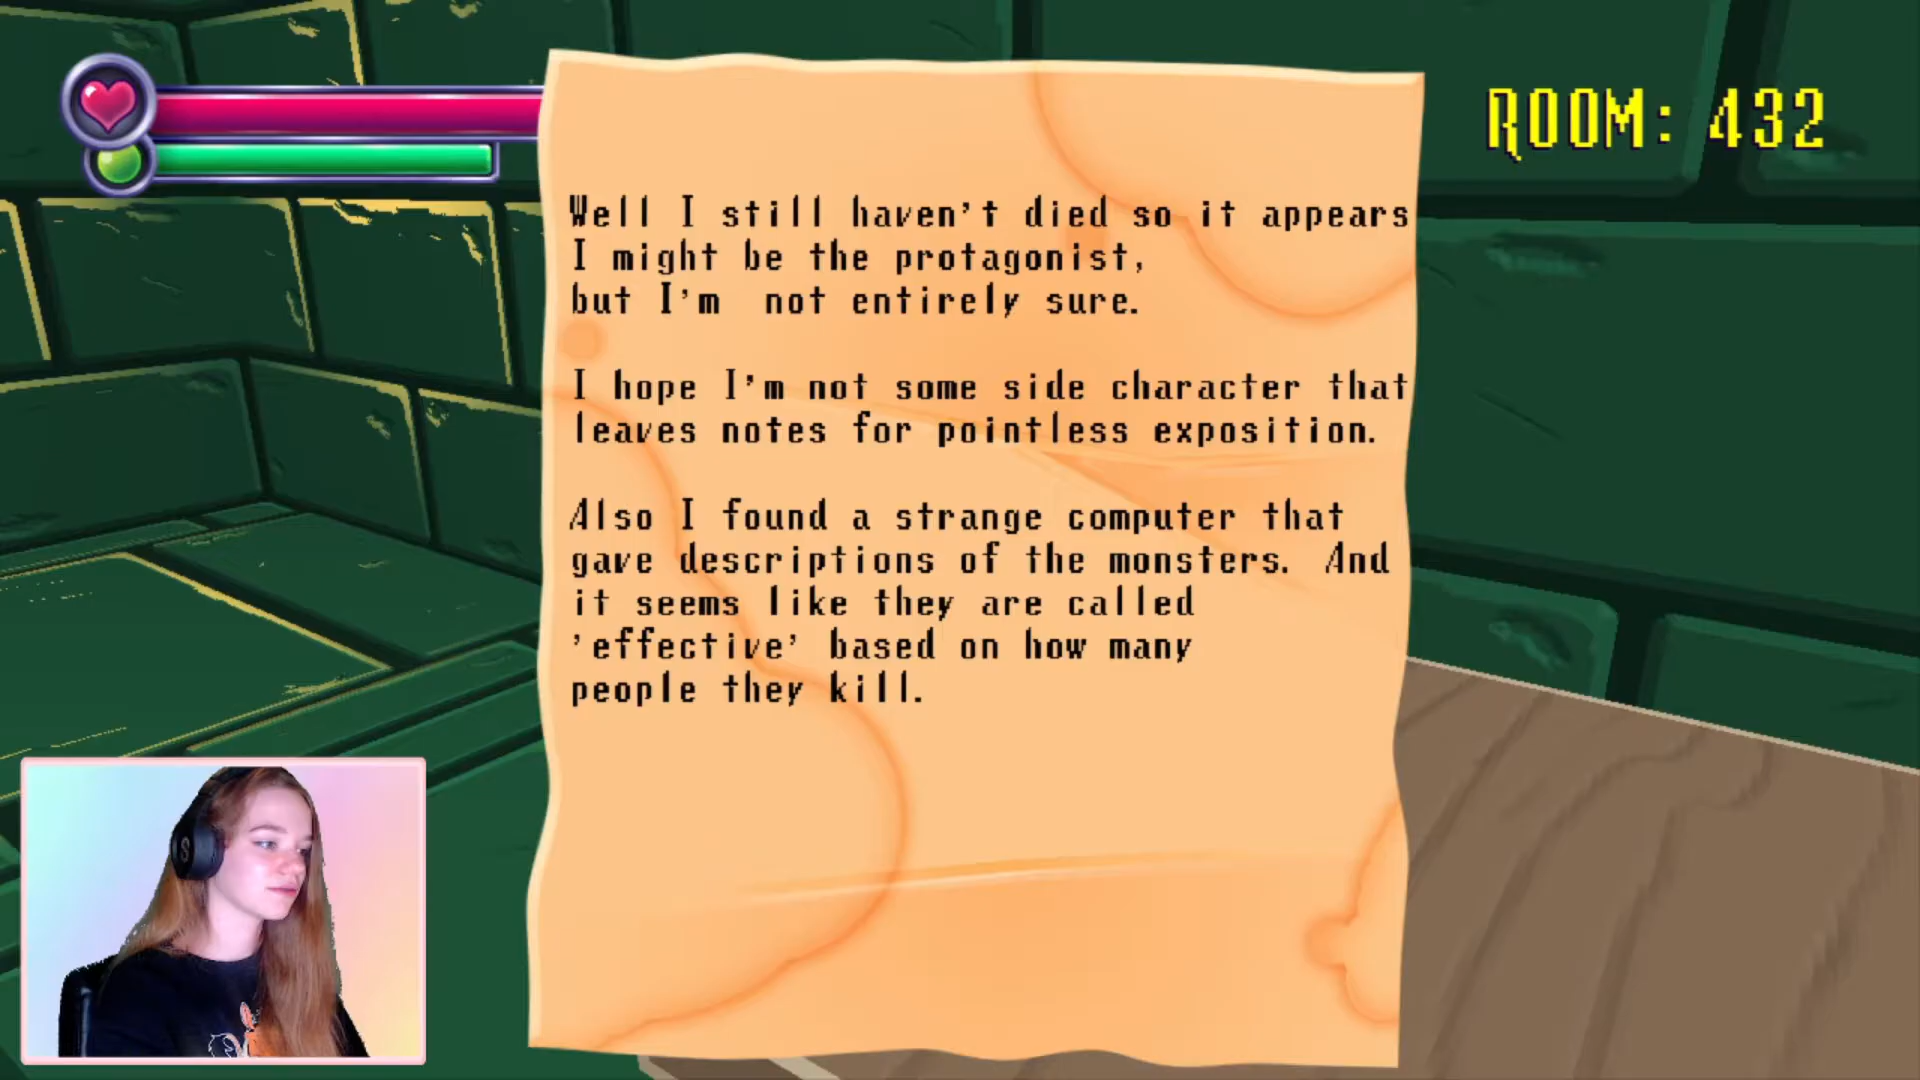 ROOM: 432
Well I still haven't died so it appears
I might be the protagonist,
but I'm  not entirely sure.
I hope I'm not some side character that
leaves notes for pointless exposition.
Also I found a strange computer that
gave descriptions of the monsters. And
it seems like they are called
'effective' based on how many
people they kill.